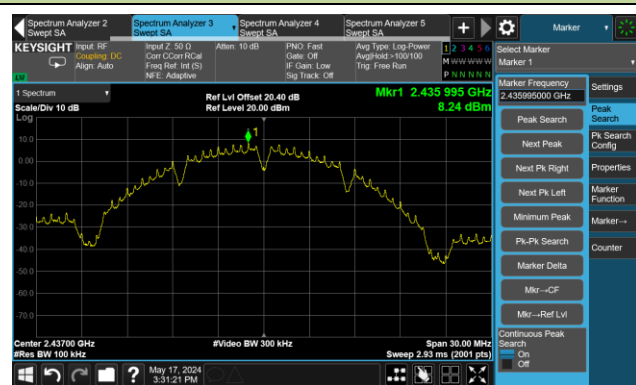 Spectrum Analyzer 2
Swept SA
Spectrum Analyzer 3
Swept SA
Spectrum Analyzer 4
Swept SA
Spectrum Analyzer 5
Swept SA
+
Marker
KEYSIGHT
Input: RF
Coupling: DC
Align: Auto
Input Z: 50 Ω
Corr CCorr RCal
Freq Ref: Int (S)
NFE: Adaptive
Atten: 10 dB
PNO: Fast
Gate: Off
IF Gain: Low
Sig Track: Off
Avg Type: Log-Power
Avg|Hold:>100/100
Trig: Free Run
1 2 3 4 5 6
M W W W W W
P N N N N N
LW
Select Marker
Marker 1
1 Spectrum
Scale/Div 10 dB
Log
Ref Lvl Offset 20.40 dB
Ref Level 20.00 dBm
Mkr1 2.435 995 GHz
8.24 dBm
1
10.0
0.00
-10.0
-20.0
-30.0
-40.0
-50.0
-60.0
-70.0
Center 2.43700 GHz
#Res BW 100 kHz
#Video BW 300 kHz
Span 30.00 MHz
Sweep 2.93 ms (2001 pts)
Marker Frequency
2.435995000 GHz
Peak Search
Next Peak
Next Pk Right
Next Pk Left
Minimum Peak
Pk-Pk Search
Marker Delta
Mkr→CF
Mkr→Ref Lvl
Continuous Peak
Search
On
Off
Settings
Peak
Search
Pk Search
Config
Properties
Marker
Function
Marker→
Counter
?
May 17, 2024
3:31:21 PM